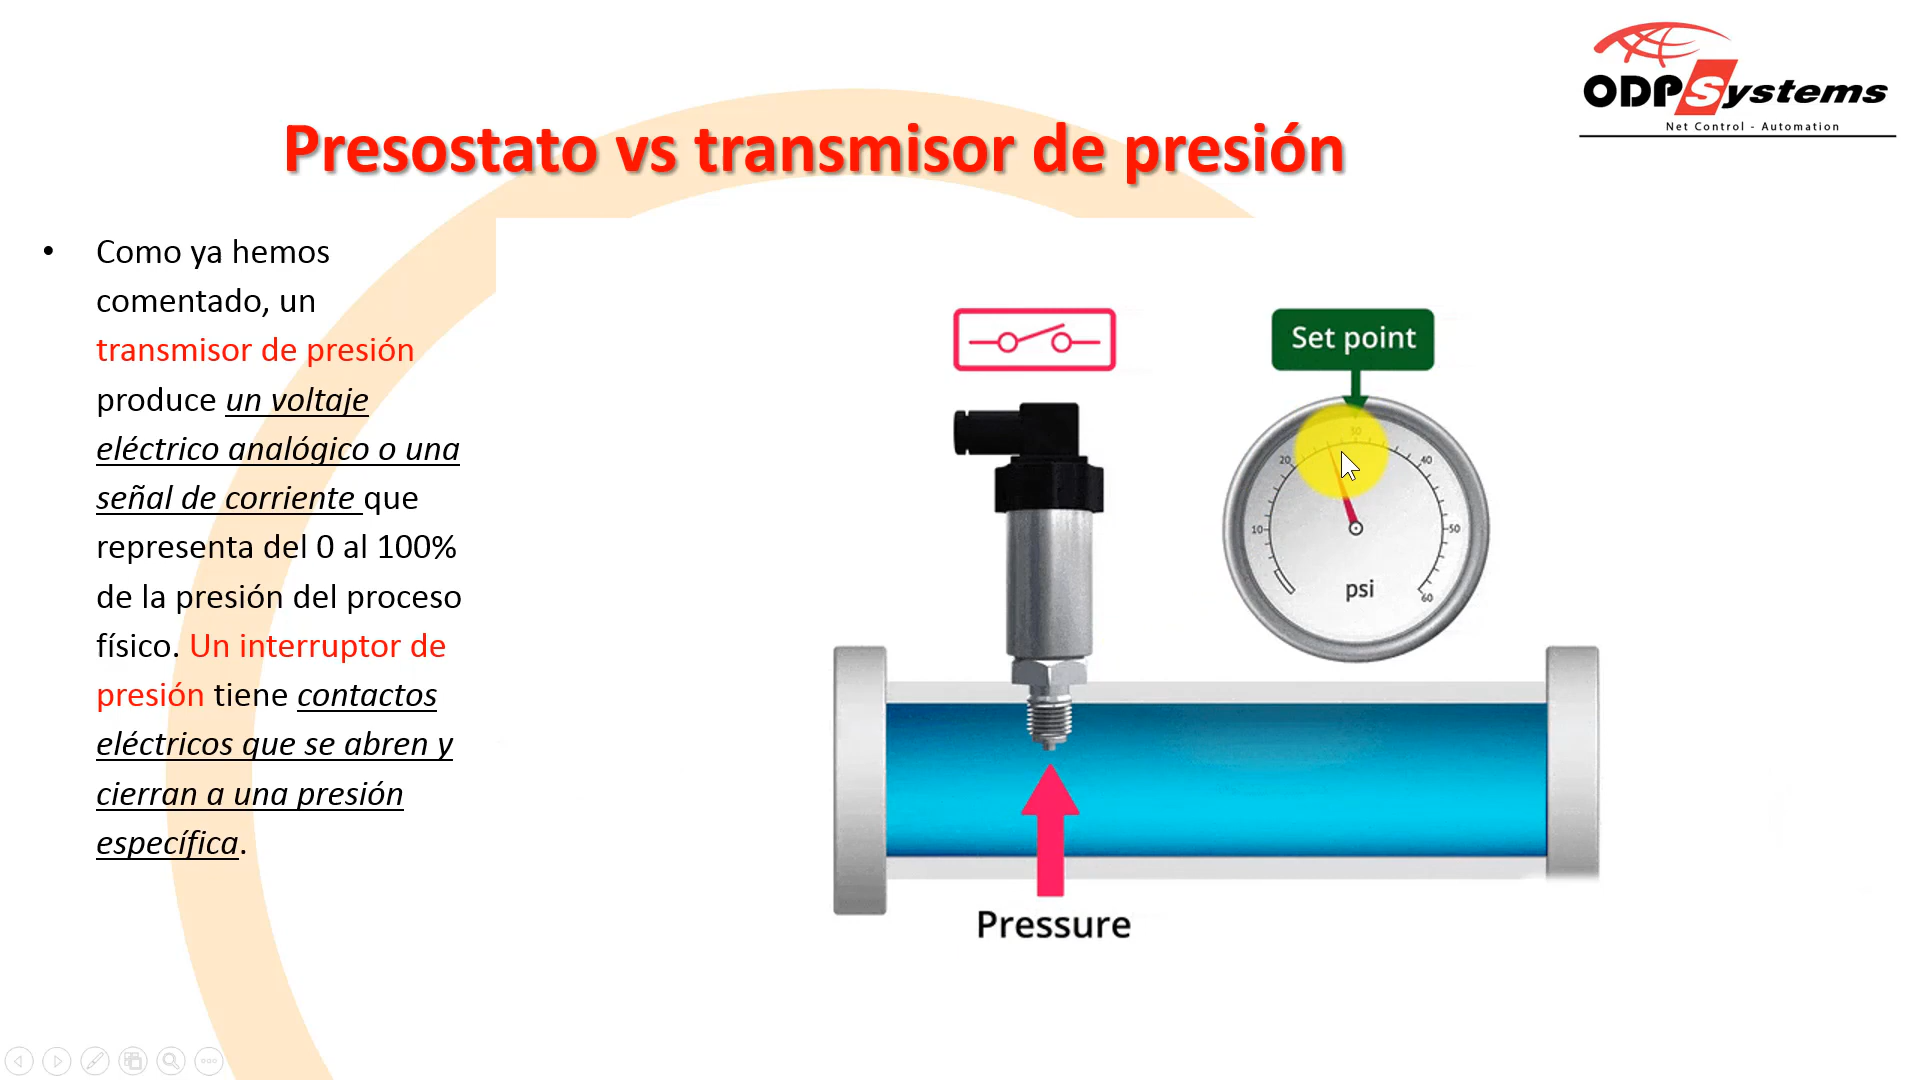 ODPSystems
Net Control - Automation
Presostato vs transmisor de presión
• Como ya hemos
comentado, un
transmisor de presión
produce un voltaje
eléctrico analógico o una
señal de corriente que
representa del 0 al 100%
de la presión del proceso
físico. Un interruptor de
presión tiene contactos
eléctricos que se abren y
cierran a una presión
específica.
Set point
30
20
40
10
50
psi
60
Pressure